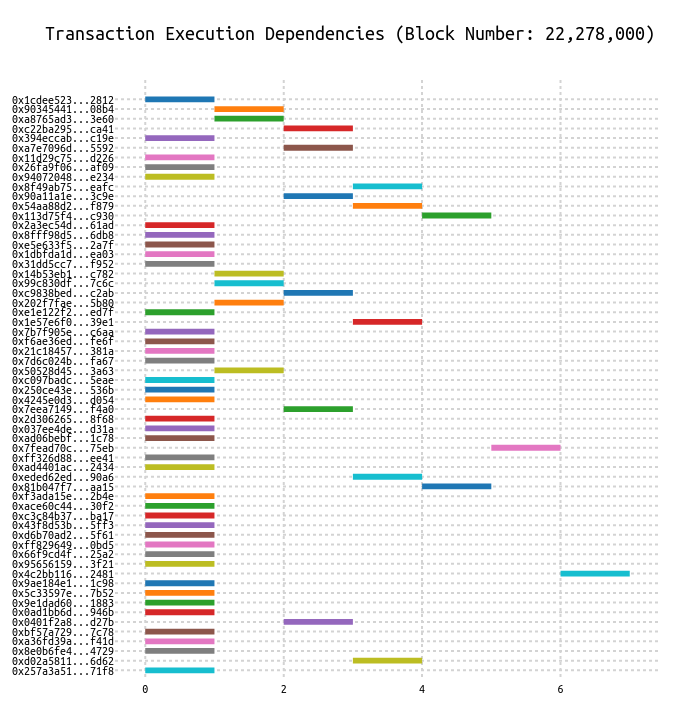 Transaction Execution Dependencies (Block Number: 22,278,000)
0x1cdee523...2812
0x90345441...08b4
0xa8765ad3...3e60
0xc22ba295...ca41
0x394eccab...c19e
0xa7e7096d...5592
0x11d29c75...d226
0x26fa9f06...af09
0x94072048...e234
0x8f49ab75...eafc
0x90a11a1e...3c9e
0x54aa88d2...f879
0x113d75f4...c930
0x2a3ec54d...61ad
0x8fff98d5...6db8
0xe5e633f5...2a7f
0x1dbfda1d...ea03
0x31dd5cc7...f952
0x14b53eb1...c782
0x99c830df...7c6c
0xc9838bed...c2ab
0x202f7fae...5b80
0xe1e122f2...ed7f
0x1e57e6f0...39e1
0x7b7f905e...c6aa
0xf6ae36ed...fe6f
0x21c18457...381a
0x7d6c024b...fa67
0x50528d45...3a63
0xc097badc...5eae
0x250ce43e...536b
0x4245e0d3...d054
0x7eea7149...f4a0
0x2d306265...8f68
0x037ee4de...d31a
0xad06bebf...1c78
0x7fead70c...75eb
0xff326d88...ee41
0xad4401ac...2434
0xeded62ed...90a6
0x81b047f7...aa15
0xf3ada15e...2b4e
0xace60c44...30f2
0xc3c84b37...ba17
0x43f8d53b...5ff3
0xd6b70ad2...5f61
0xff829649...0bd5
0x66f9cd4f...25a2
0x95656159...3f21
0x4c2bb116...2481
0x9ae184e1...1c98
0x5c33597e...7b52
0x9e1dad60...1883
0x0ad1bb6d...946b
0x0401f2a8...d27b
0xbf57a729...7c78
0xa36fd39a...f41d
0x8e0b6fe4...4729
0xd02a5811...6d62
0x257a3a51...71f8
0 2 4 6